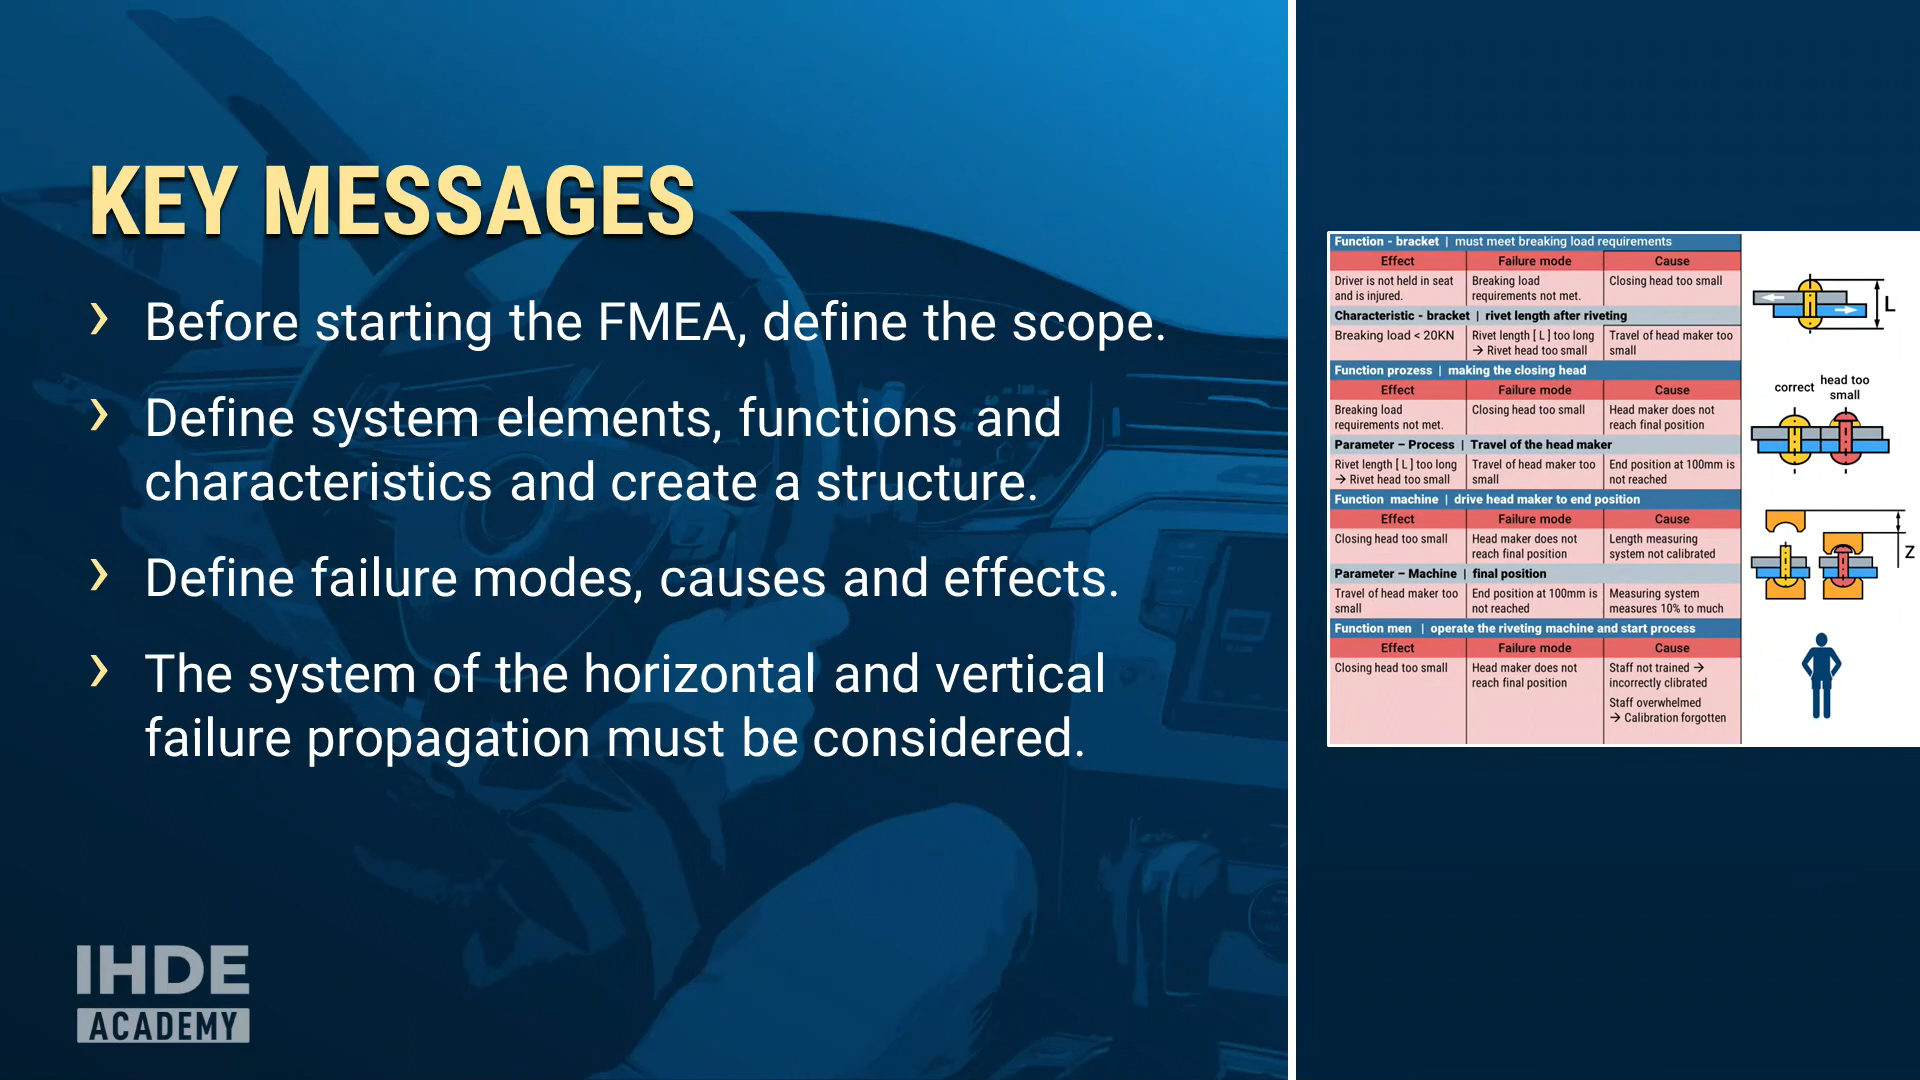 KEY MESSAGES
› Before starting the FMEA, define the scope.
› Define system elements, functions and
characteristics and create a structure.
› Define failure modes, causes and effects.
› The system of the horizontal and vertical
failure propagation must be considered.
IHDE
ACADEMY
Function - bracket | must meet breaking load requirements
Effect Failure mode Cause
Driver is not held in seat Breaking load Closing head too small
and is injured. requirements not met.
Characteristic - bracket | rivet length after riveting
Breaking load < 20KN Rivet length [ L ] too long Travel of head maker too
→ Rivet head too small small
Function prozess | making the closing head
Effect Failure mode Cause
Breaking load Closing head too small Head maker does not
requirements not met. reach final position
Parameter – Process | Travel of the head maker
Rivet length [ L ] too long Travel of head maker too End position at 100mm is
→ Rivet head too small small not reached
Function machine | drive head maker to end position
Effect Failure mode Cause
Closing head too small Head maker does not Length measuring
reach final position system not calibrated
Parameter – Machine | final position
Travel of head maker too End position at 100mm is Measuring system
small not reached measures 10% to much
Function men | operate the riveting machine and start process
Effect Failure mode Cause
Closing head too small Head maker does not Staff not trained →
reach final position incorrectly clibrated
Staff overwhelmed
→ Calibration forgotten
L
correct head too
small
Z